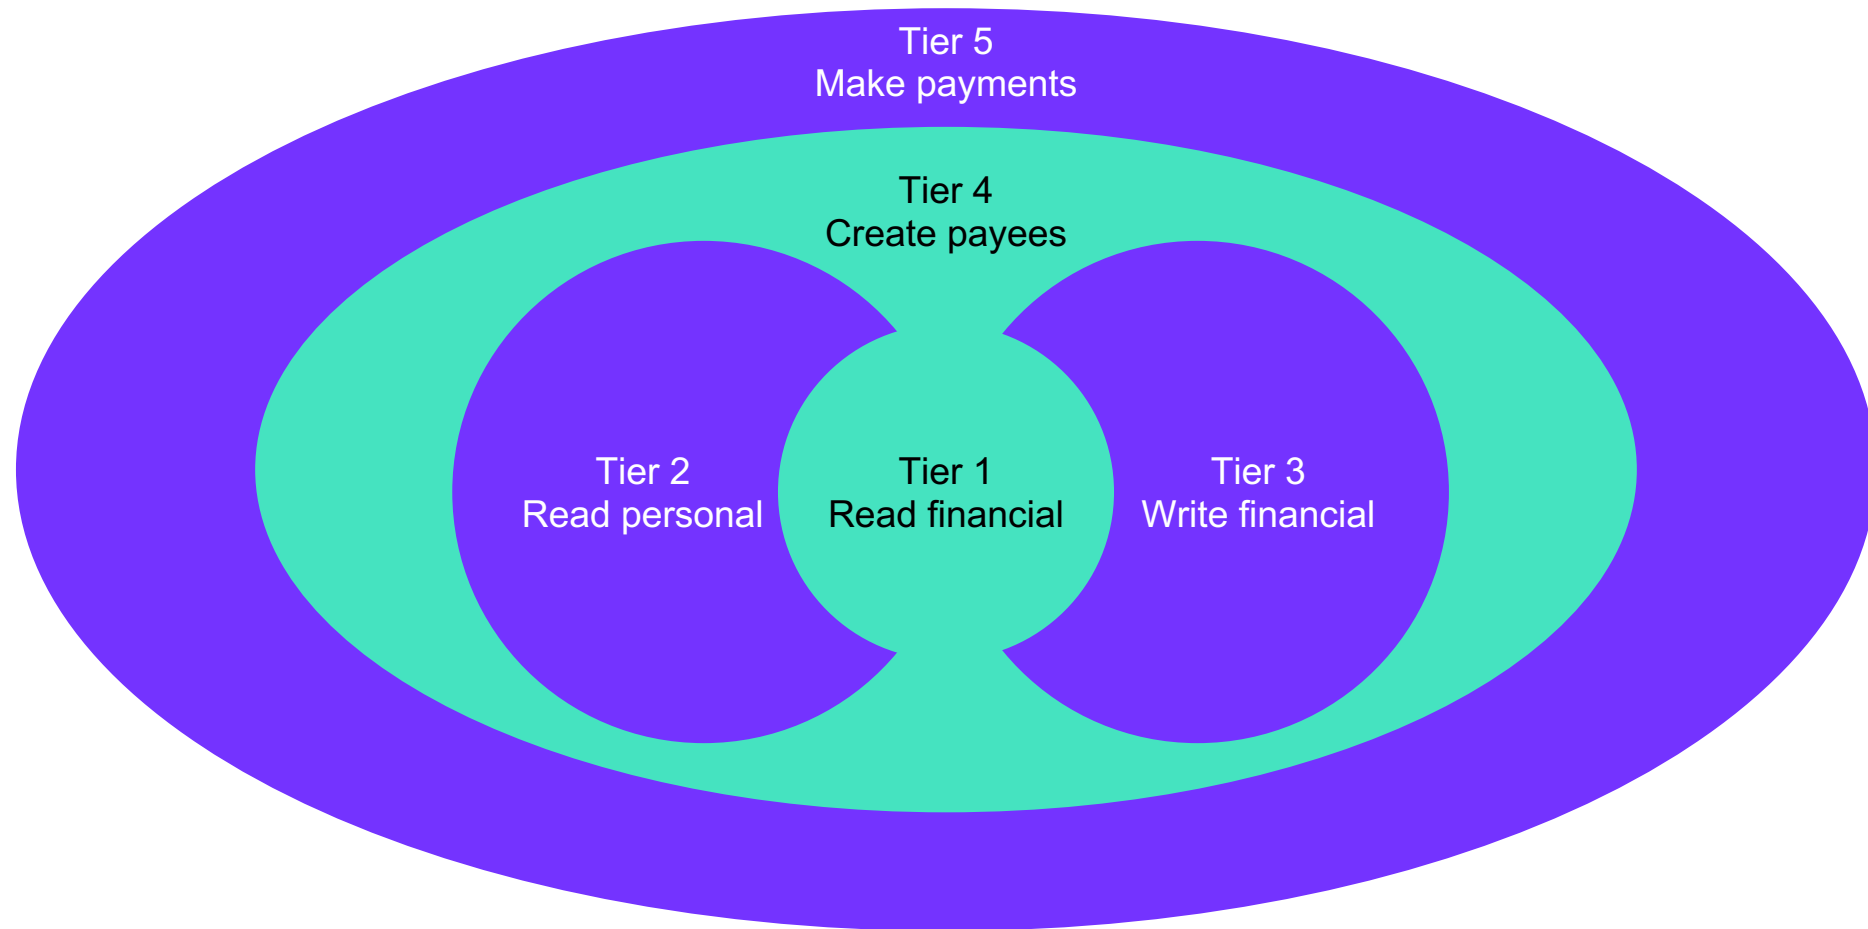 Tier 5
Make payments
Tier 4
Create payees
Tier 2
Read personal
Tier 1
Read financial
Tier 3
Write financial